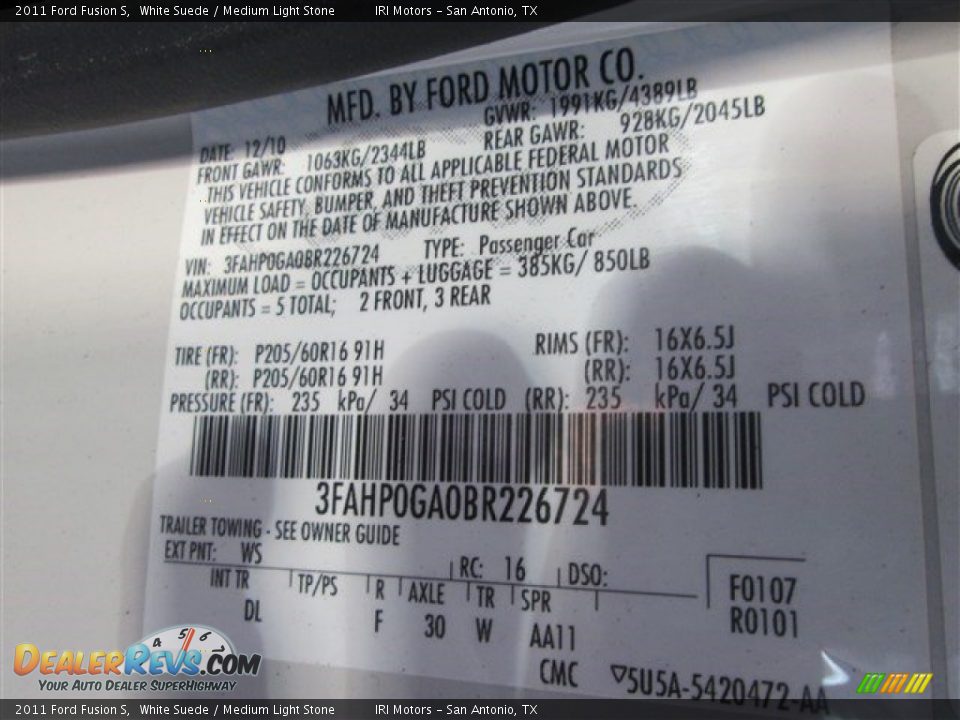 2011 Ford Fusion S, White Suede / Medium Light Stone IRI Motors - San Antonio, TX
MFD. BY FORD MOTOR CO.
DATE: 12/10 GVWR: 1991KG/4389LB
FRONT GAWR: 1063KG/2344LB REAR GAWR: 928KG/2045LB
THIS VEHICLE CONFORMS TO ALL APPLICABLE FEDERAL MOTOR
VEHICLE SAFETY, BUMPER, AND THEFT PREVENTION STANDARDS
IN EFFECT ON THE DATE OF MANUFACTURE SHOWN ABOVE.
VIN: 3FAHP0GA0BR226724 TYPE: Passenger Car
MAXIMUM LOAD = OCCUPANTS + LUGGAGE = 385KG/ 850LB
OCCUPANTS = 5 TOTAL; 2 FRONT, 3 REAR
TIRE (FR): P205/60R16 91H RIMS (FR): 16X6.5J
(RR): P205/60R16 91H (RR): 16X6.5J
PRESSURE (FR): 235 kPa/ 34 PSI COLD (RR): 235 kPa/ 34 PSI COLD
3FAHP0GA0BR226724
TRAILER TOWING - SEE OWNER GUIDE
EXT PNT: WS RC: 16 DSO:
INT TR TP/PS R AXLE TR SPR F0107
DL F 30 W AA11 R0101
CMC 5U5A-5420472-AA
4 5 6
DEALERREVS.COM
YOUR AUTO DEALER SUPERHIGHWAY
2011 Ford Fusion S, White Suede / Medium Light Stone IRI Motors - San Antonio, TX